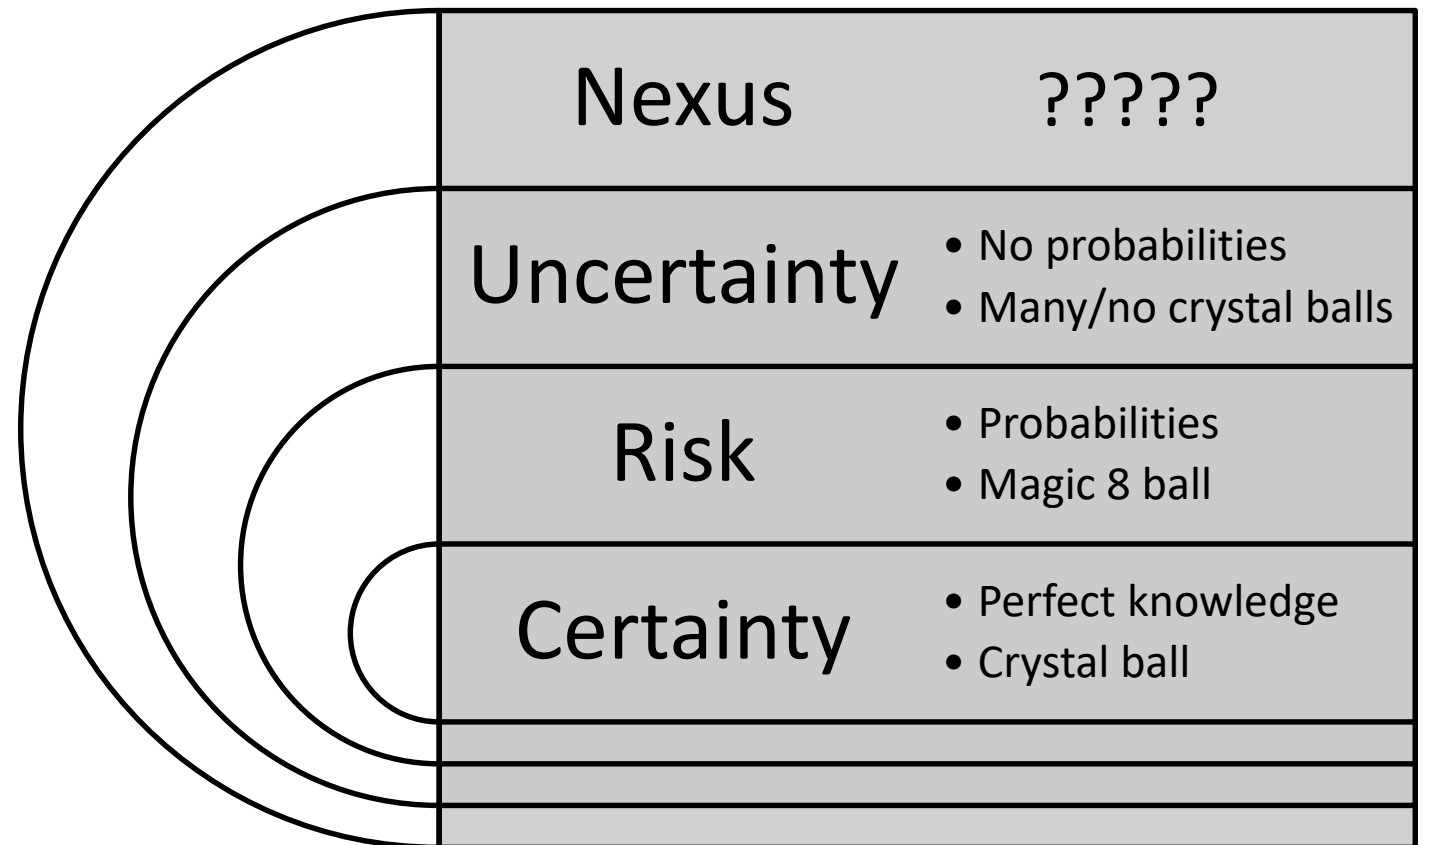 Nexus ?????
Uncertainty
• No probabilities
• Many/no crystal balls
Risk
• Probabilities
• Magic 8 ball
Certainty
• Perfect knowledge
• Crystal ball